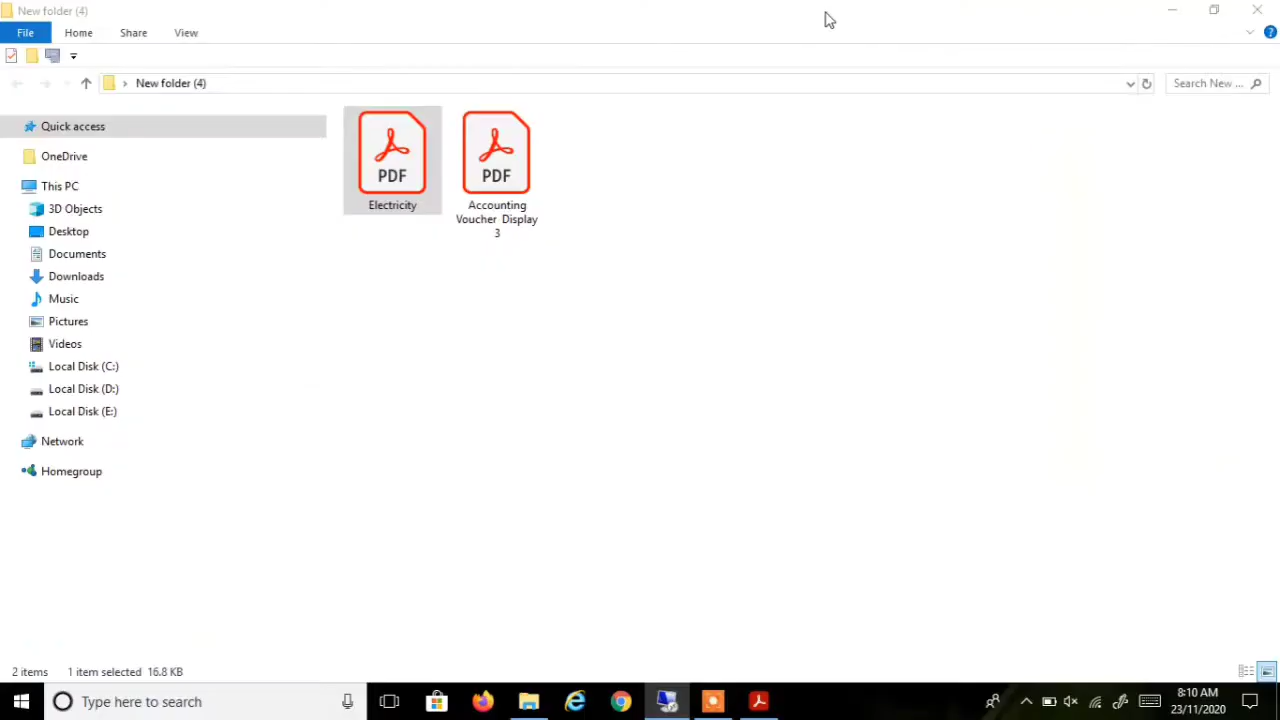 New folder (4)
File Home Share View
New folder (4)
Search New ...
Quick access
OneDrive
This PC
3D Objects
Desktop
Documents
Downloads
Music
Pictures
Videos
Local Disk (C:)
Local Disk (D:)
Local Disk (E:)
Network
Homegroup
PDF
Electricity
PDF
Accounting
Voucher Display
3
2 items 1 item selected 16.8 KB
Type here to search
8:10 AM
23/11/2020